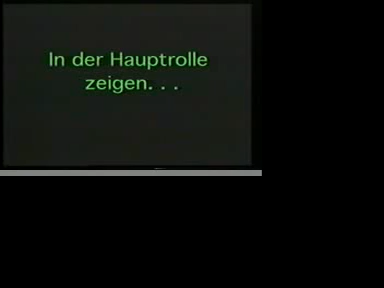 In der Hauptrolle
zeigen. . .